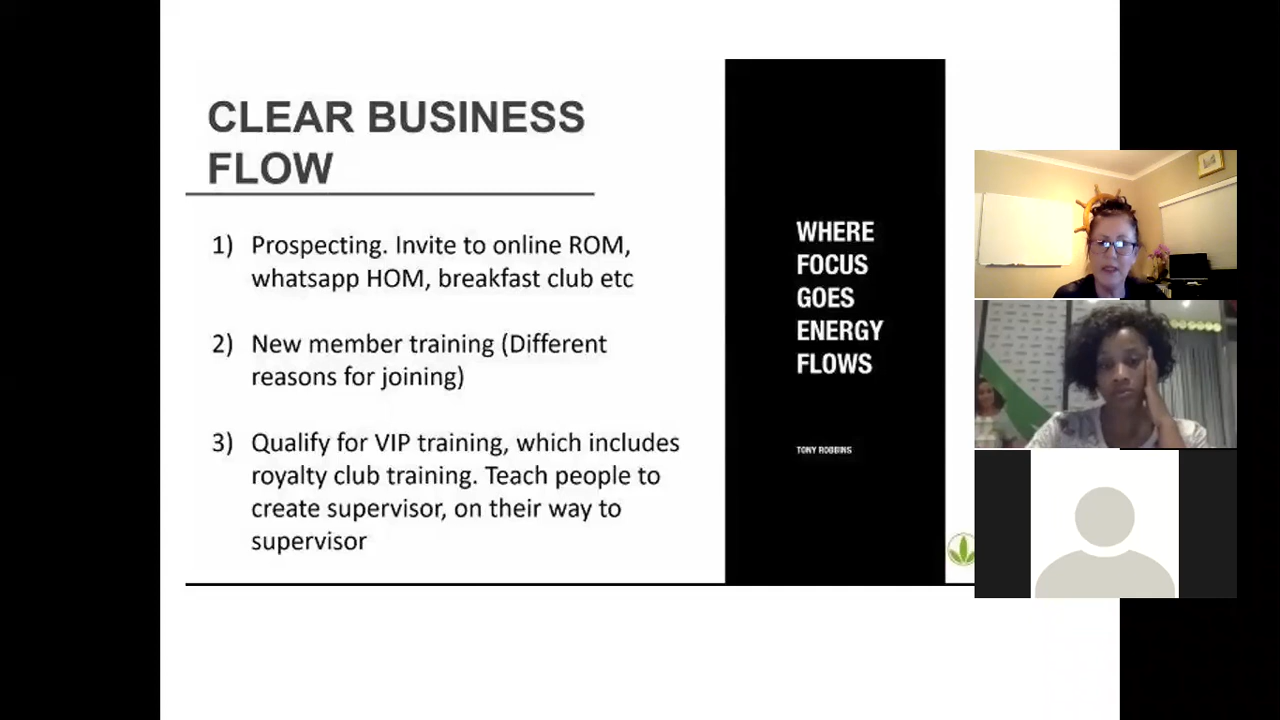 CLEAR BUSINESS
FLOW
1) Prospecting. Invite to online ROM,
whatsapp HOM, breakfast club etc
2) New member training (Different
reasons for joining)
3) Qualify for VIP training, which includes
royalty club training. Teach people to
create supervisor, on their way to
supervisor
WHERE
FOCUS
GOES
ENERGY
FLOWS
TONY ROBBINS